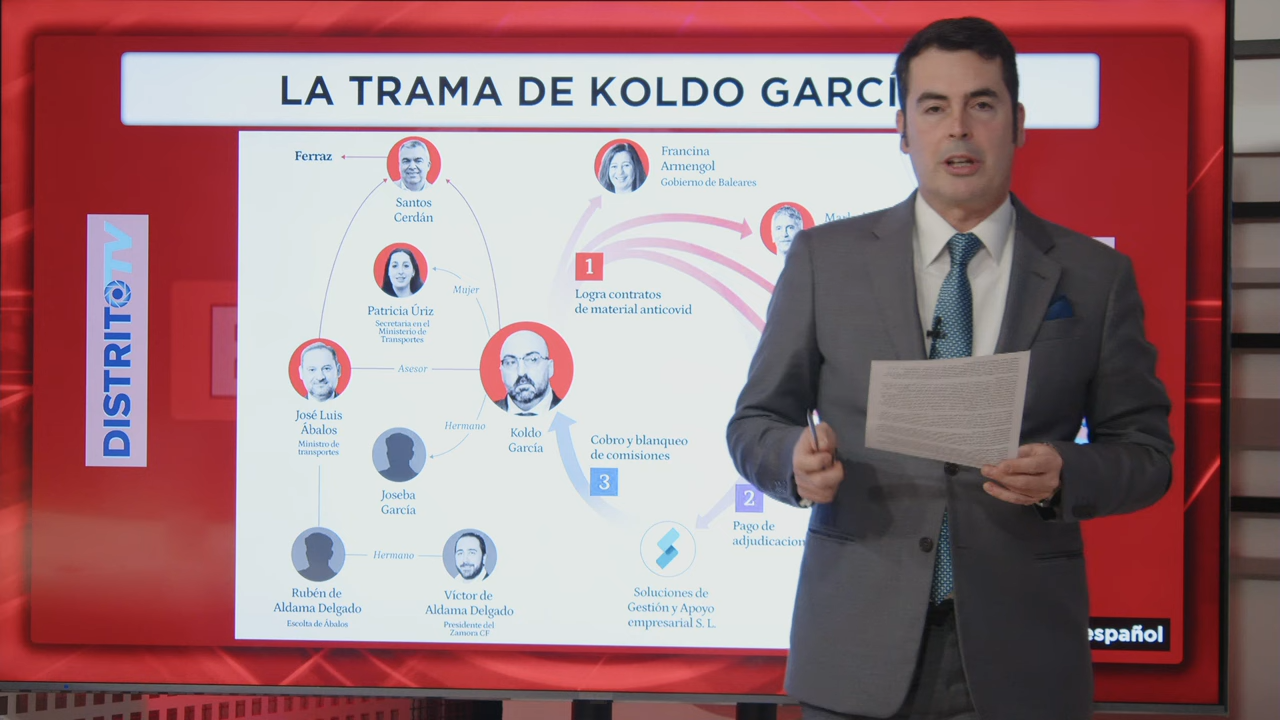 LA TRAMA DE KOLDO GARCÍ
DISTRITOTV
Ferraz
Santos
Cerdán
Francina
Armengol
Gobierno de Baleares
Patricia Úriz
Secretaria en el
Ministerio de
Transportes
Mujer
1
Logra contratos
de material anticovid
José Luis
Ábalos
Ministro de
transportes
Asesor
Koldo
García
Hermano
Joseba
García
Cobro y blanqueo
de comisiones
3
2
Pago de
adjudicacion
Rubén de
Aldama Delgado
Escolta de Ábalos
Hermano
Víctor de
Aldama Delgado
Presidente del
Zamora CF
Soluciones de
Gestión y Apoyo
empresarial S. L.
español